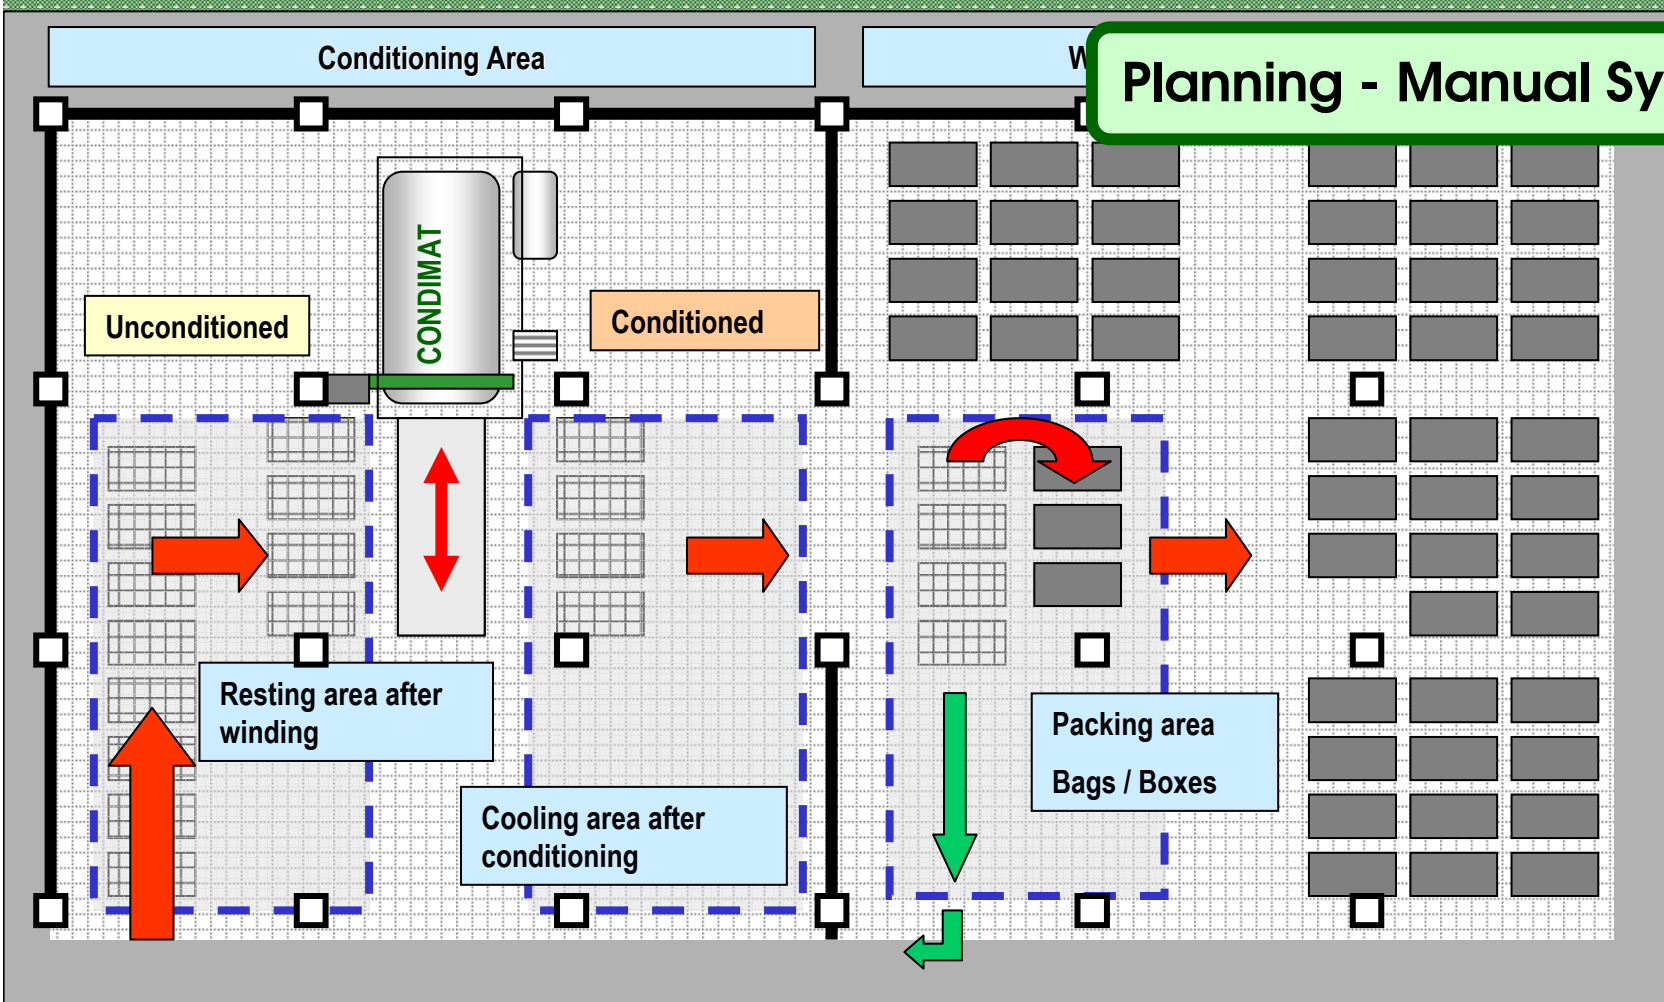 Conditioning Area
Planning - Manual
CONDIMAT
Unconditioned
Conditioned
Resting area after
winding
Packing area
Bags / Boxes
Cooling area after
conditioning